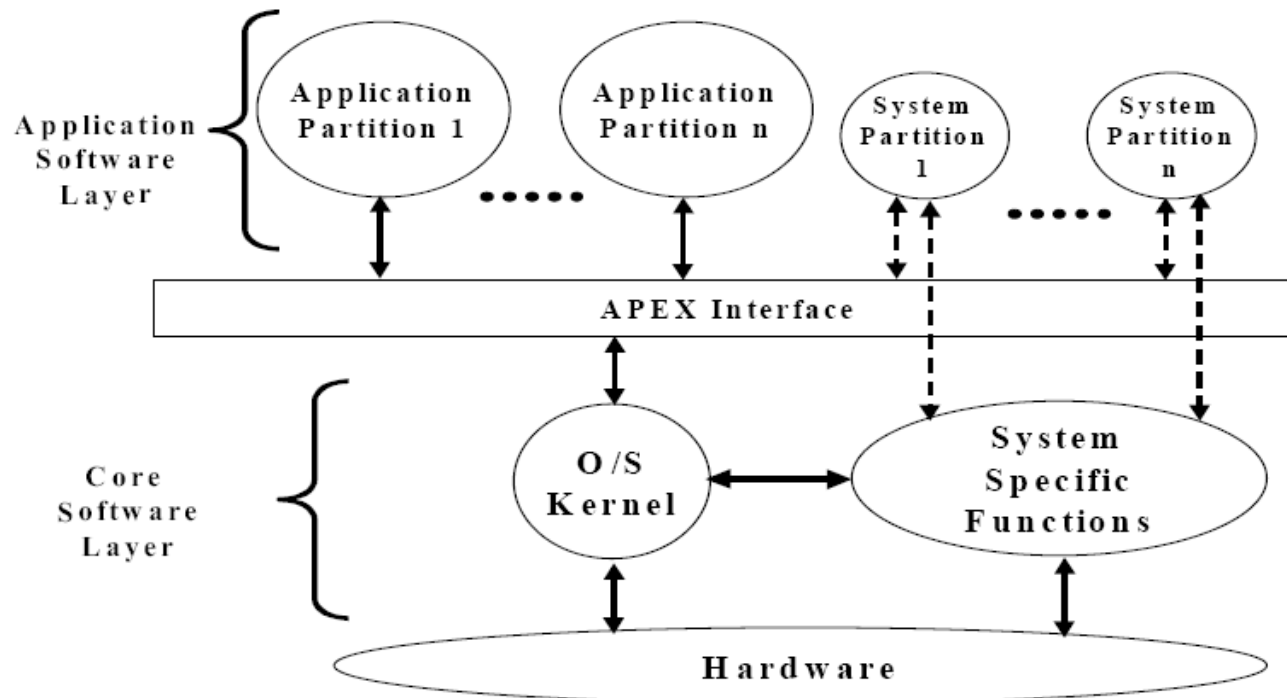 Application
Software
Layer
Application
Partition 1
Application
Partition n
System
Partition
1
System
Partition
n
APEX Interface
Core
Software
Layer
O/S
Kernel
System
Specific
Functions
Hardware